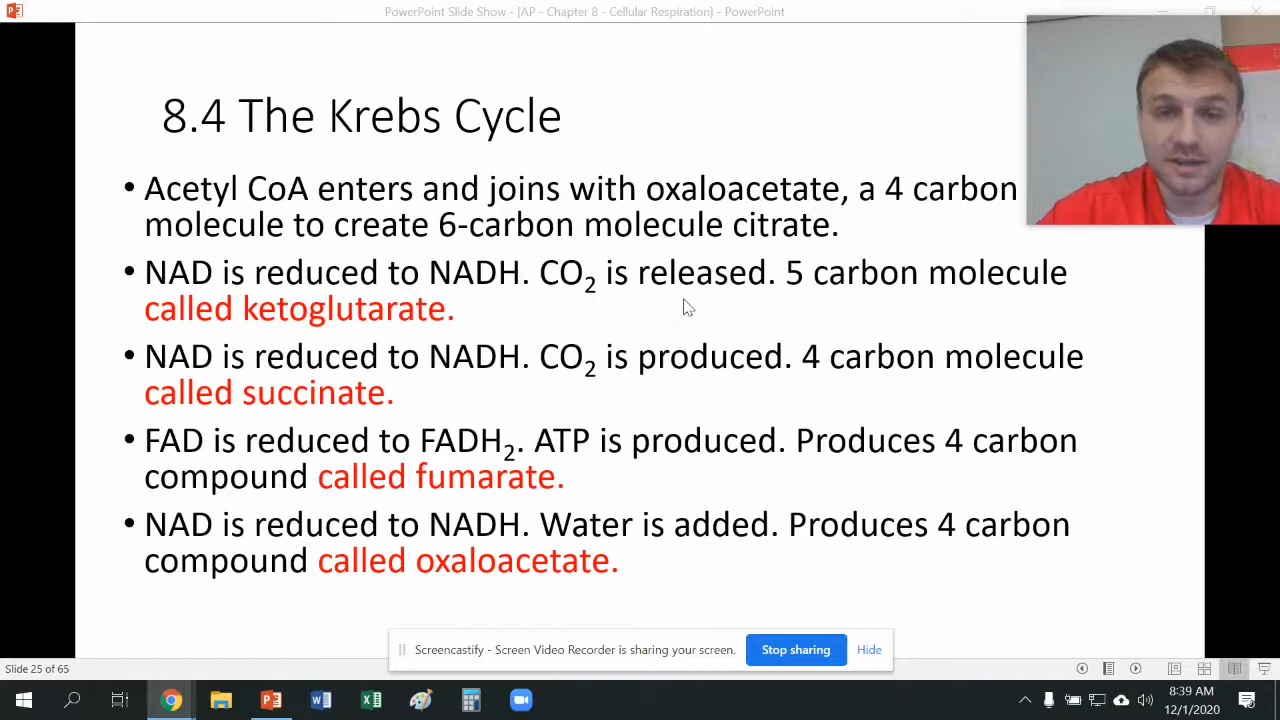 PowerPoint Slide Show - [AP - Chapter 8 - Cellular Respiration] - PowerPoint
8.4 The Krebs Cycle
• Acetyl CoA enters and joins with oxaloacetate, a 4 carbon
molecule to create 6-carbon molecule citrate.
• NAD is reduced to NADH. CO₂ is released. 5 carbon molecule
called ketoglutarate.
• NAD is reduced to NADH. CO₂ is produced. 4 carbon molecule
called succinate.
• FAD is reduced to FADH₂. ATP is produced. Produces 4 carbon
compound called fumarate.
• NAD is reduced to NADH. Water is added. Produces 4 carbon
compound called oxaloacetate.
Screencastify - Screen Video Recorder is sharing your screen.
Stop sharing
Hide
Slide 25 of 65
8:39 AM
12/1/2020